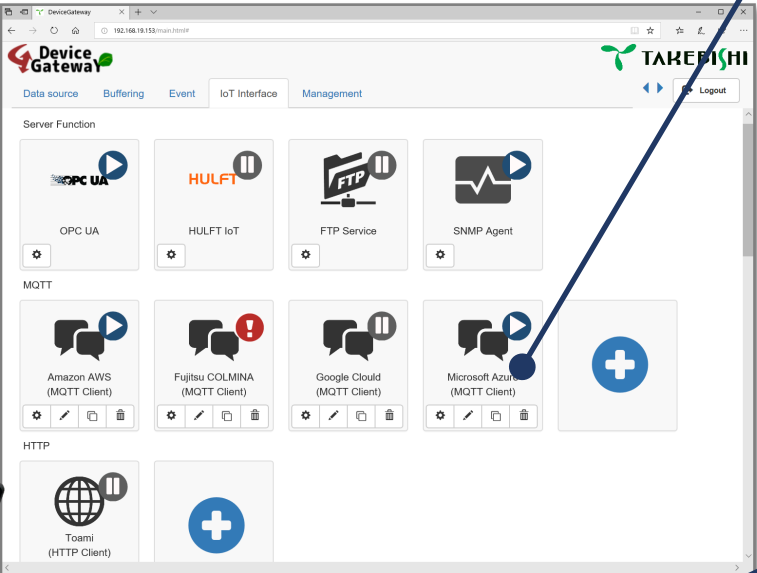 DeviceGateway
192.168.19.153/main.html#
Device
Gateway
TAKEBISHI
Data source
Buffering
Event
IoT Interface
Management
Logout
Server Function
OPC UA
HULFT
FTP
OPC UA
HULFT IoT
FTP Service
SNMP Agent
MQTT
Amazon AWS
(MQTT Client)
Fujitsu COLMINA
(MQTT Client)
Google Clould
(MQTT Client)
Microsoft Azure
(MQTT Client)
HTTP
Toami
(HTTP Client)